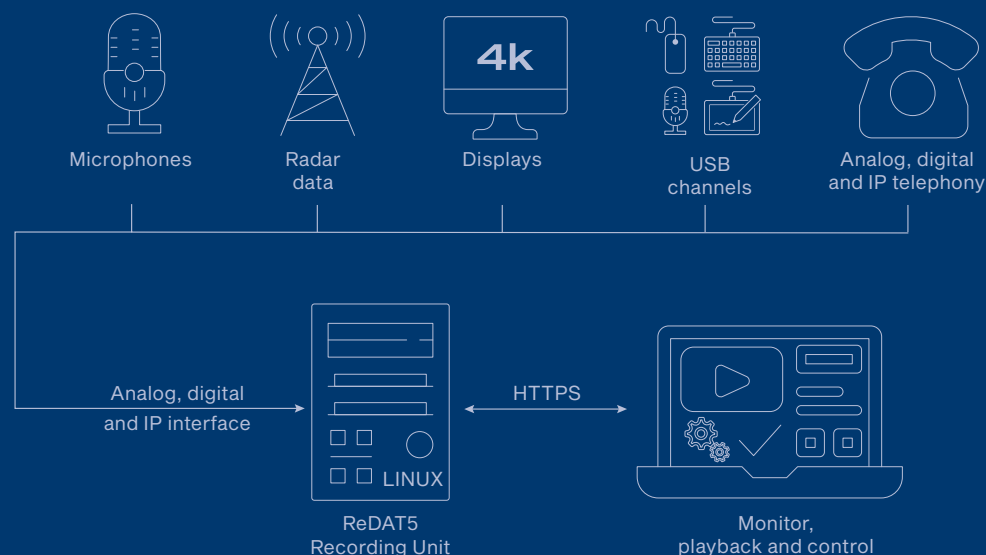 4k
Microphones
Radar
data
Displays
USB
channels
Analog, digital
and IP telephony
Analog, digital
and IP interface
HTTPS
LINUX
ReDAT5
Recording Unit
Monitor,
playback and control